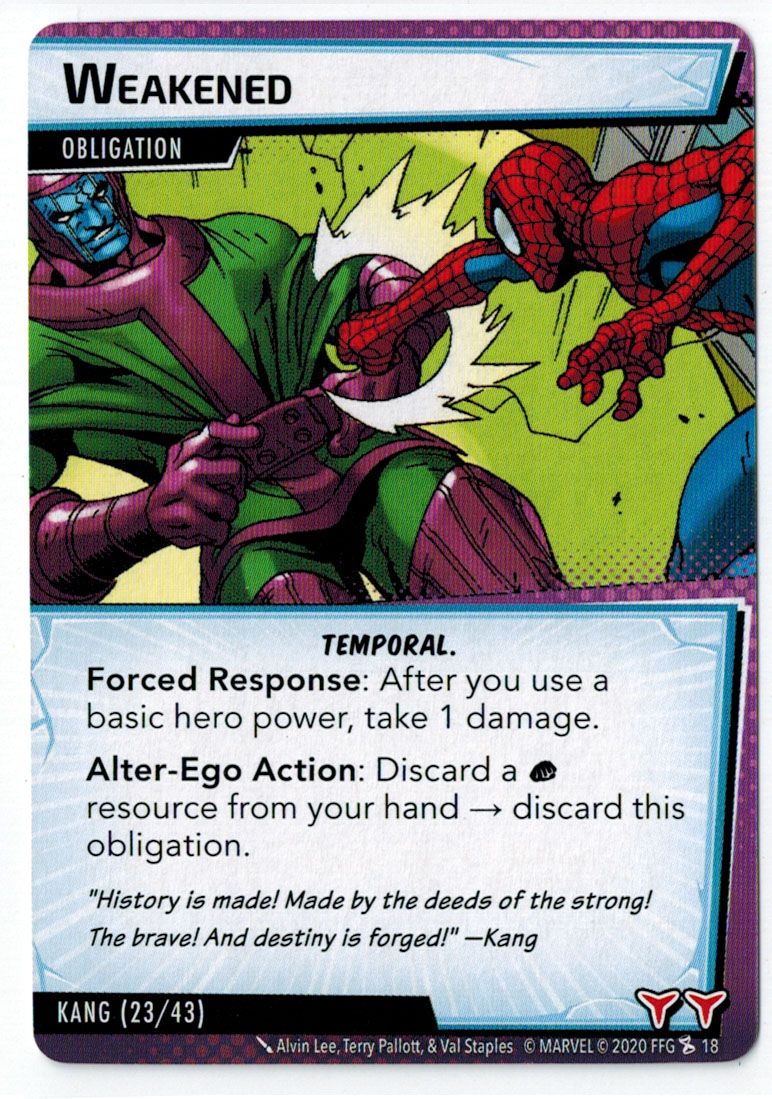 WEAKENED
OBLIGATION
TEMPORAL.
Forced Response: After you use a
basic hero power, take 1 damage.
Alter-Ego Action: Discard a
resource from your hand → discard this
obligation.
"History is made! Made by the deeds of the strong!
The brave! And destiny is forged!" —Kang
KANG (23/43)
Alvin Lee, Terry Pallott, & Val Staples © MARVEL © 2020 FFG 18